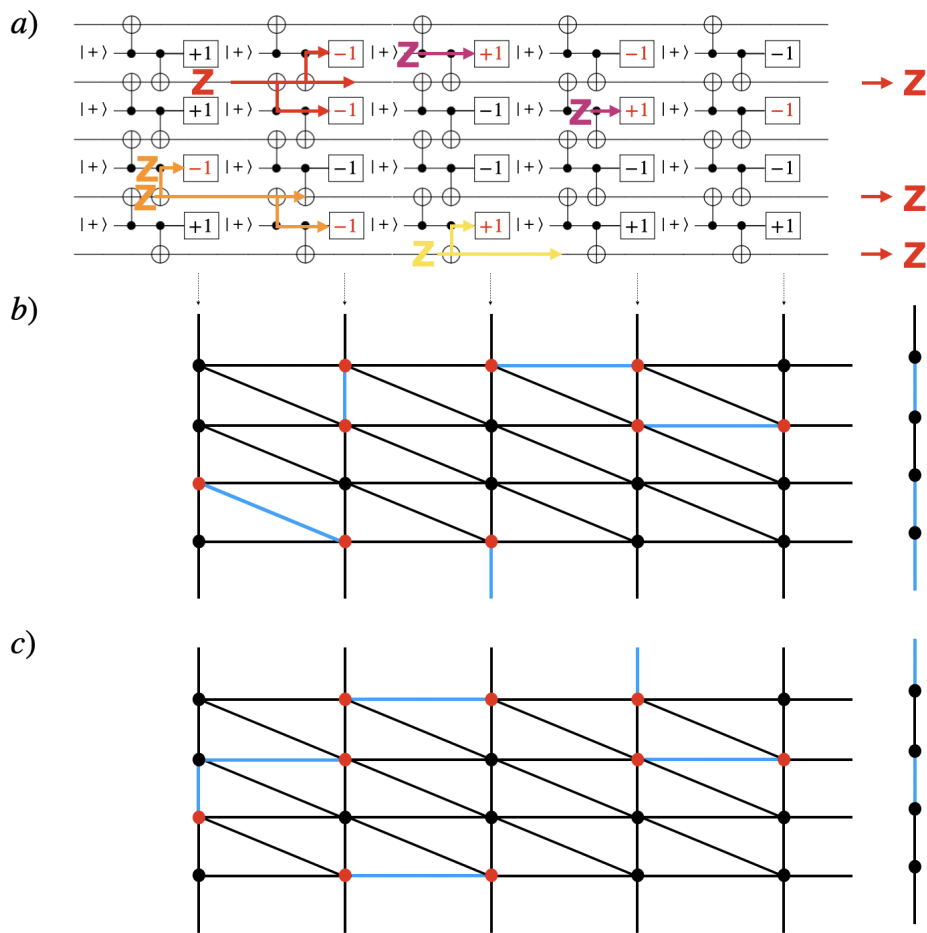 a)
|+⟩ +1 |+⟩ -1 |+⟩ Z +1 |+⟩ -1 |+⟩ -1
Z → Z
|+⟩ +1 |+⟩ -1 |+⟩ -1 |+⟩ Z +1 |+⟩ -1
|+⟩ Z -1 |+⟩ -1 |+⟩ -1 |+⟩ -1 |+⟩ -1
Z → Z
|+⟩ +1 |+⟩ -1 |+⟩ +1 |+⟩ +1 |+⟩ +1
Z → Z
b)
c)